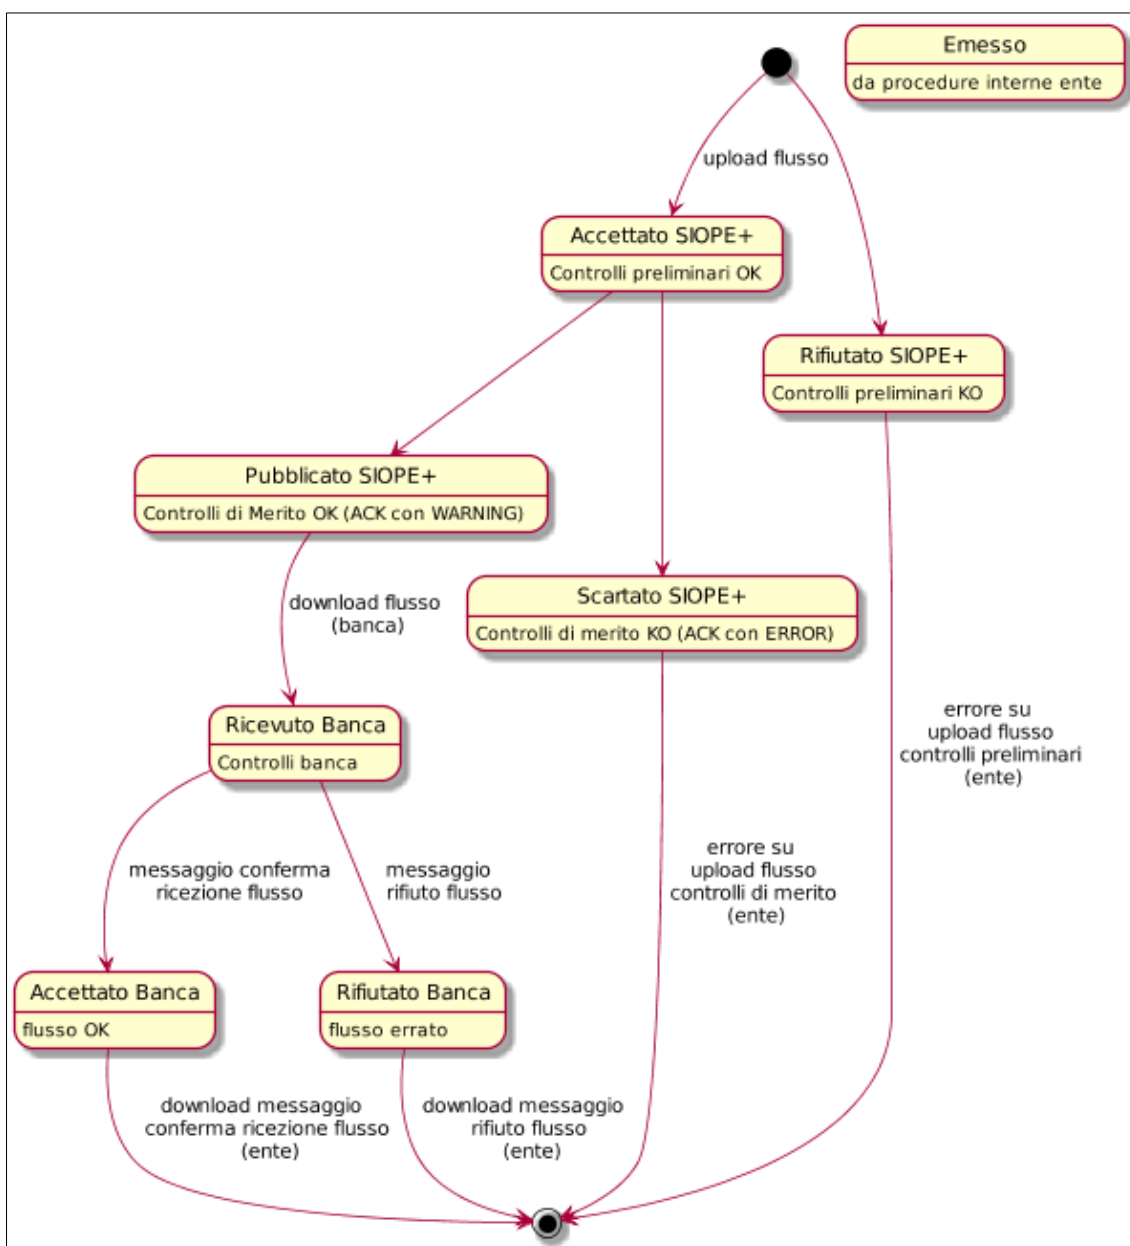 Emesso
da procedure interne ente
upload flusso
Accettato SIOPE+
Controlli preliminari OK
Rifiutato SIOPE+
Controlli preliminari KO
Pubblicato SIOPE+
Controlli di Merito OK (ACK con WARNING)
Scartato SIOPE+
Controlli di merito KO (ACK con ERROR)
download flusso
(banca)
Ricevuto Banca
Controlli banca
errore su
upload flusso
controlli preliminari
(ente)
messaggio conferma
ricezione flusso
messaggio
rifiuto flusso
errore su
upload flusso
controlli di merito
(ente)
Accettato Banca
flusso OK
Rifiutato Banca
flusso errato
download messaggio
conferma ricezione flusso
(ente)
download messaggio
rifiuto flusso
(ente)